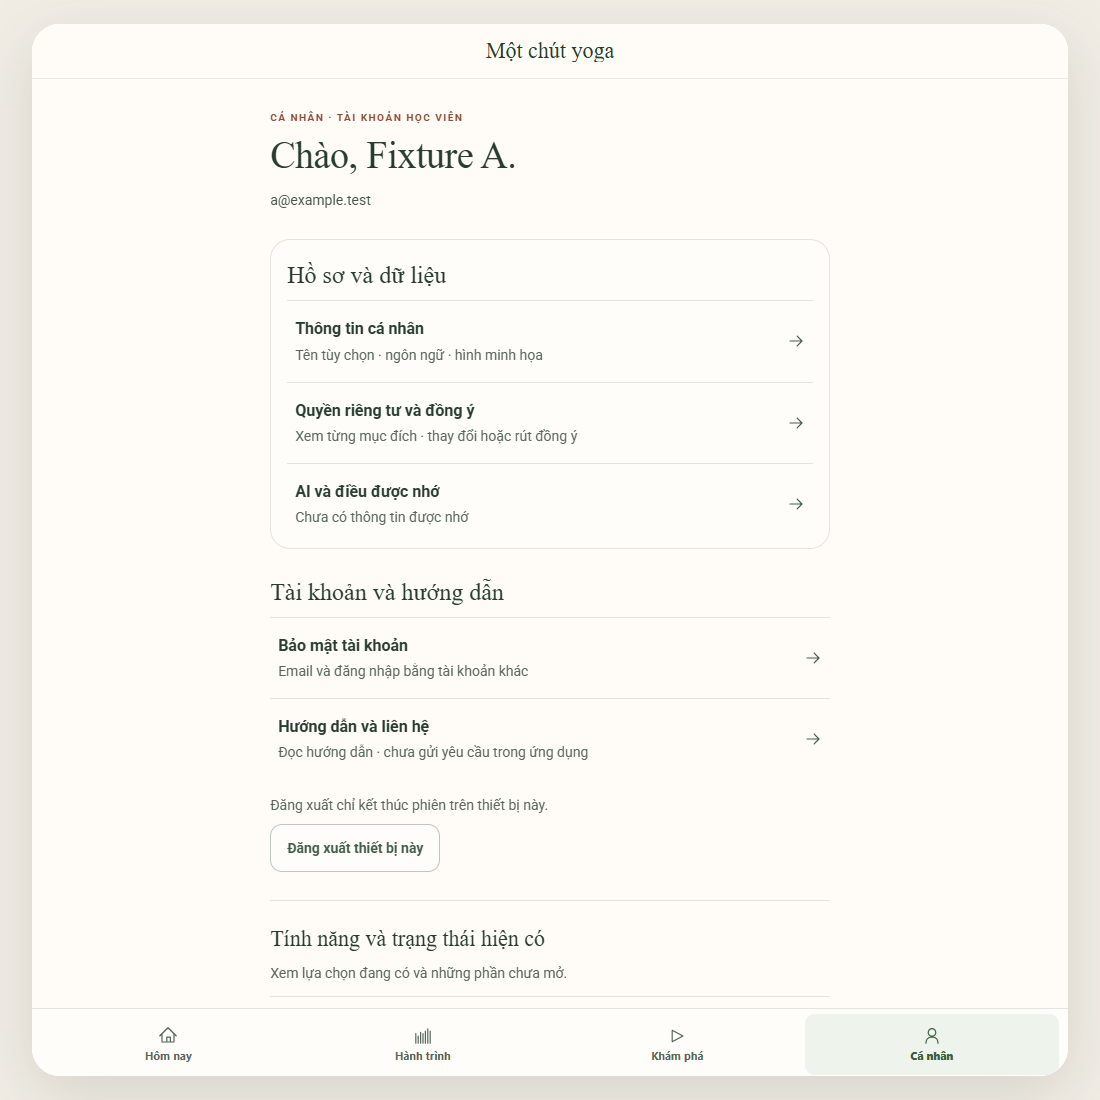 Một chút yoga
CÁ NHÂN · TÀI KHOẢN HỌC VIÊN
Chào, Fixture A.
a@example.test
Hồ sơ và dữ liệu
Thông tin cá nhân
Tên tùy chọn · ngôn ngữ · hình minh họa
Quyền riêng tư và đồng ý
Xem từng mục đích · thay đổi hoặc rút đồng ý
AI và điều được nhớ
Chưa có thông tin được nhớ
Tài khoản và hướng dẫn
Bảo mật tài khoản
Email và đăng nhập bằng tài khoản khác
Hướng dẫn và liên hệ
Đọc hướng dẫn · chưa gửi yêu cầu trong ứng dụng
Đăng xuất chỉ kết thúc phiên trên thiết bị này.
Đăng xuất thiết bị này
Tính năng và trạng thái hiện có
Xem lựa chọn đang có và những phần chưa mở.
Hôm nay
Hành trình
Khám phá
Cá nhân